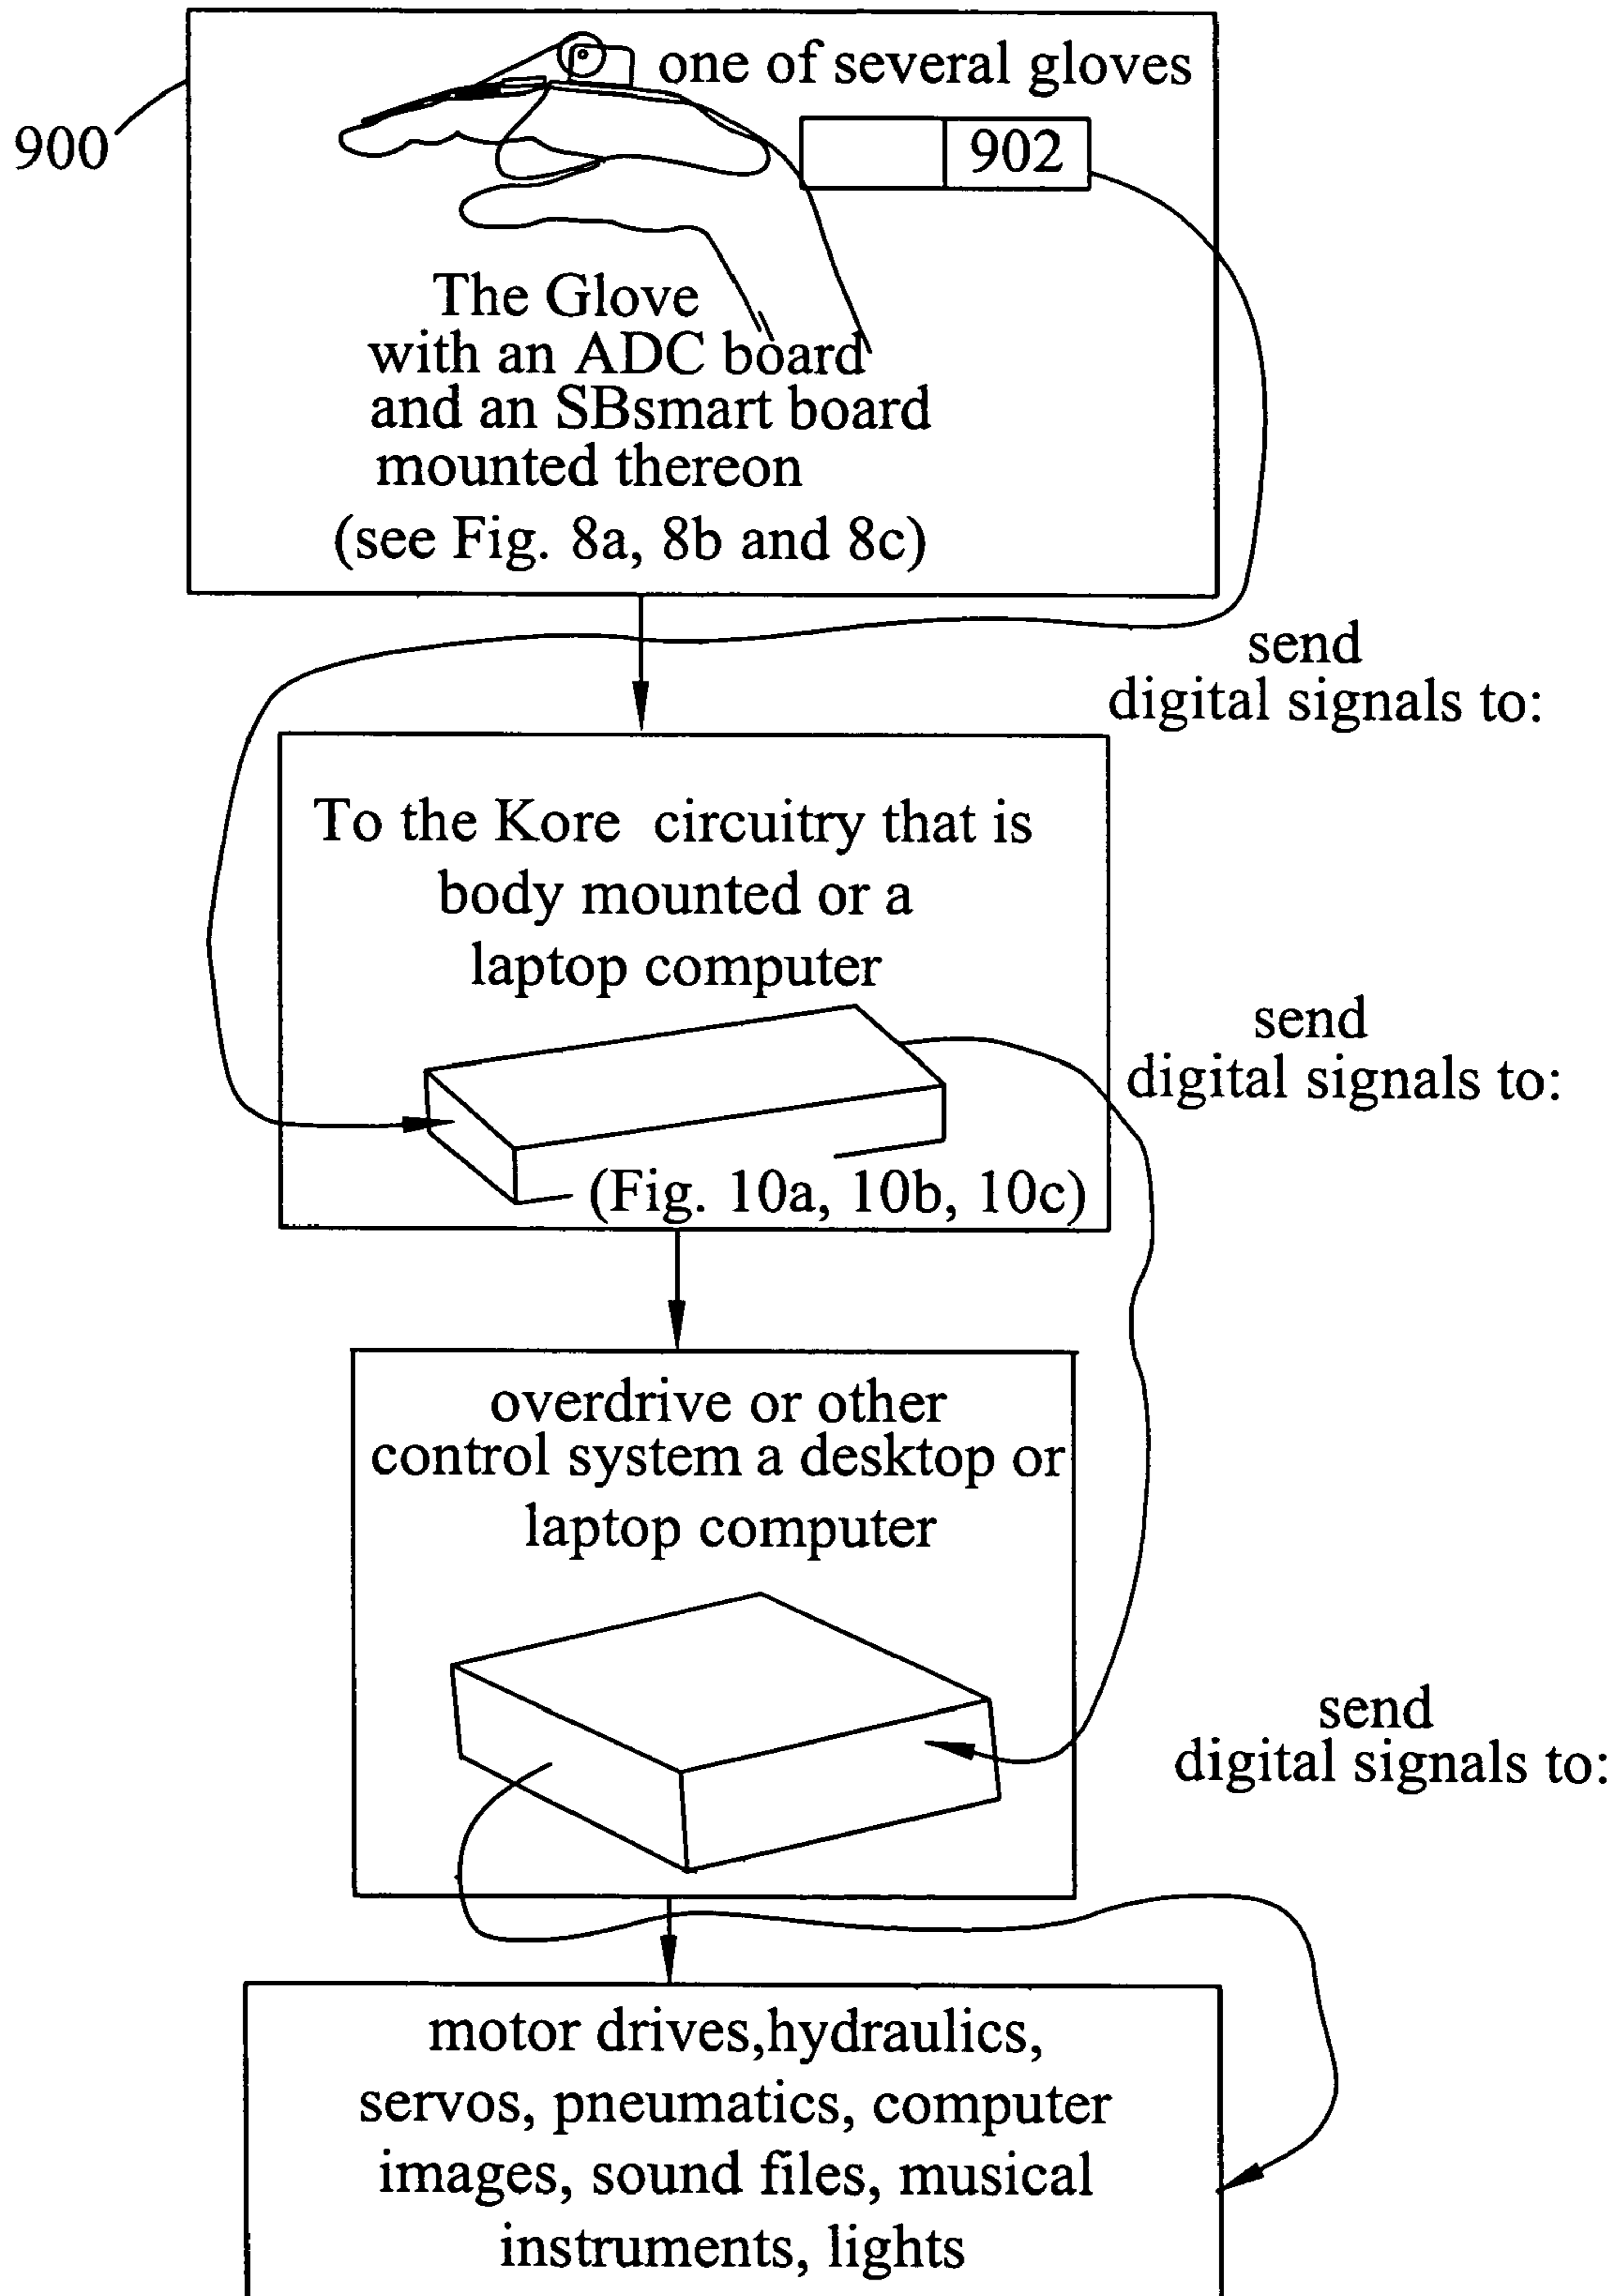 one of several gloves
900
902
The Glove
with an ADC board
and an SBsmart board
mounted thereon
(see Fig. 8a, 8b and 8c)
send
digital signals to:
To the Kore circuitry that is
body mounted or a
laptop computer
send
digital signals to:
(Fig. 10a, 10b, 10c)
overdrive or other
control system a desktop or
laptop computer
send
digital signals to:
motor drives,hydraulics,
servos, pneumatics, computer
images, sound files, musical
instruments, lights